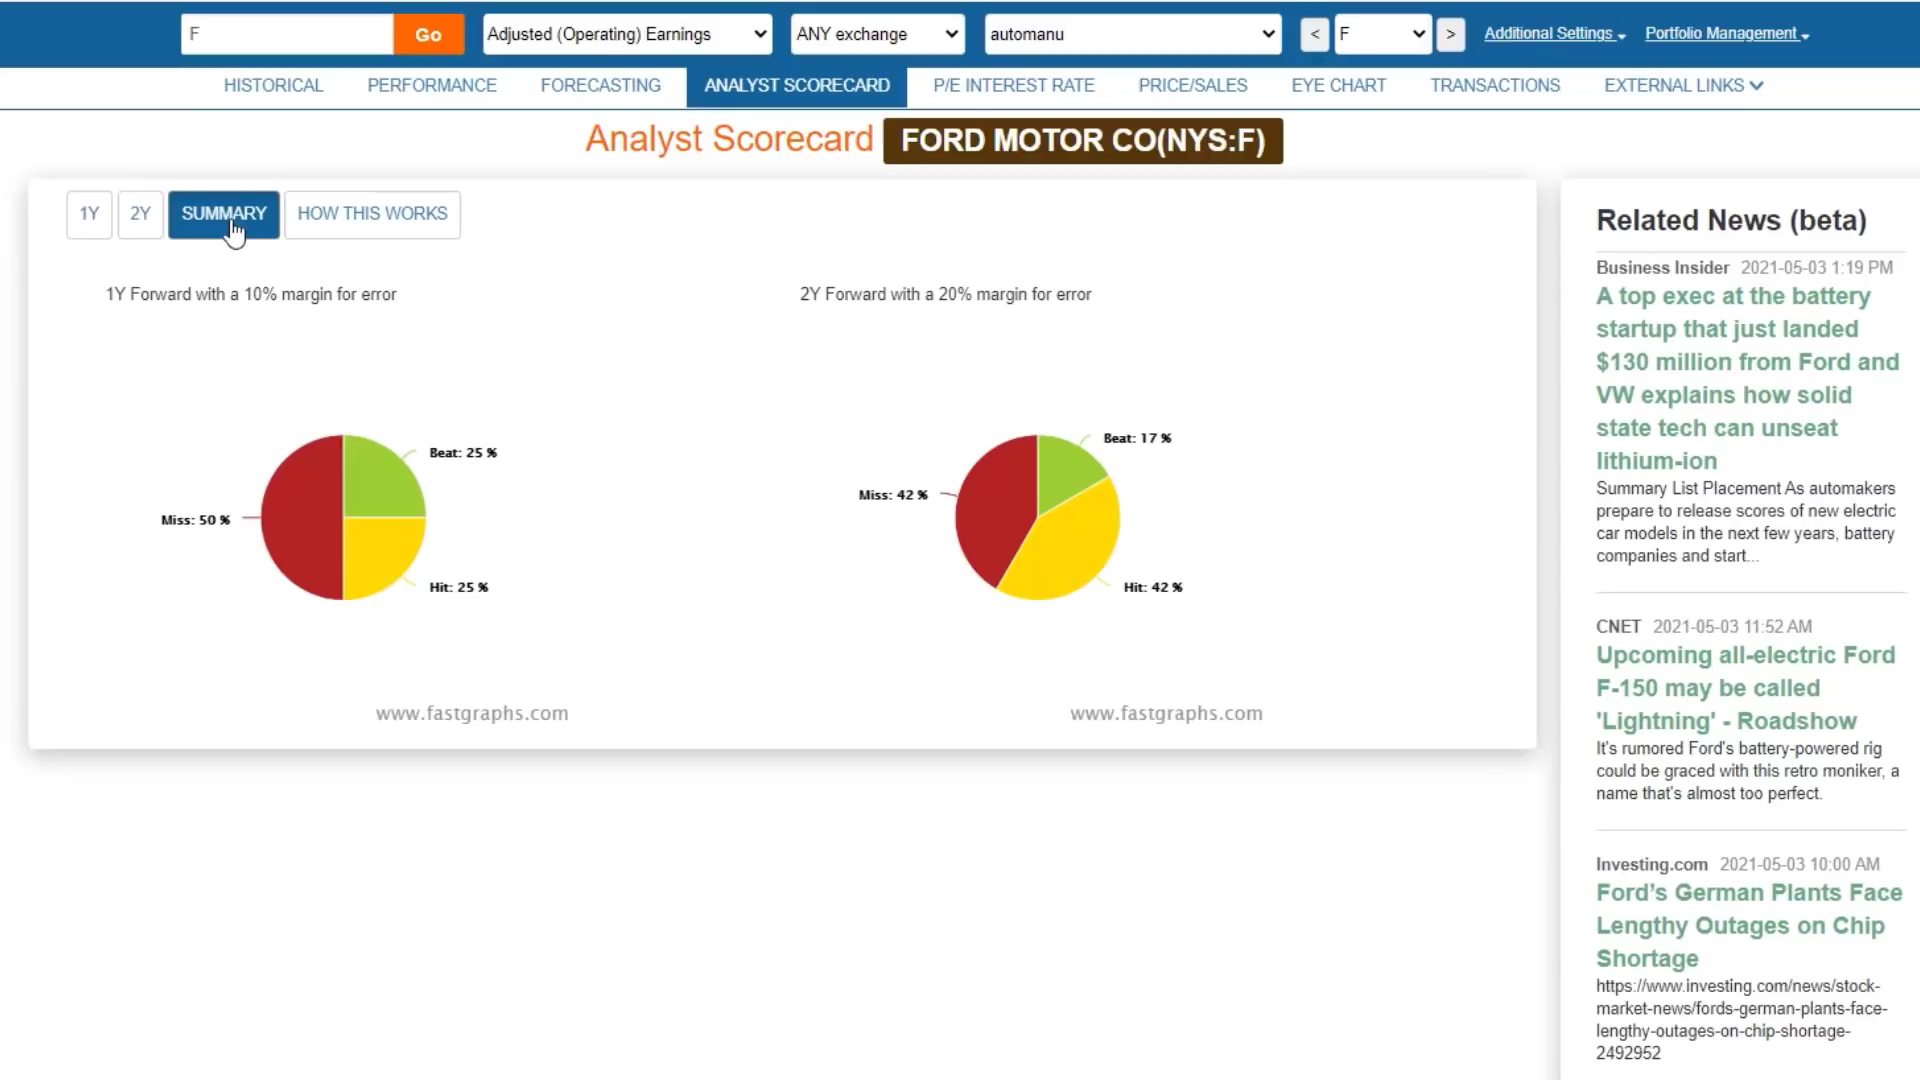 F Go Adjusted (Operating) Earnings ANY exchange automanu < F > Additional Settings Portfolio Management
HISTORICAL PERFORMANCE FORECASTING ANALYST SCORECARD P/E INTEREST RATE PRICE/SALES EYE CHART TRANSACTIONS EXTERNAL LINKS
Analyst Scorecard FORD MOTOR CO(NYS:F)
1Y 2Y SUMMARY HOW THIS WORKS
1Y Forward with a 10% margin for error
Beat: 25 %
Miss: 50 %
Hit: 25 %
www.fastgraphs.com
2Y Forward with a 20% margin for error
Beat: 17 %
Miss: 42 %
Hit: 42 %
www.fastgraphs.com
Related News (beta)
Business Insider 2021-05-03 1:19 PM
A top exec at the battery
startup that just landed
$130 million from Ford and
VW explains how solid
state tech can unseat
lithium-ion
Summary List Placement As automakers
prepare to release scores of new electric
car models in the next few years, battery
companies and start...
CNET 2021-05-03 11:52 AM
Upcoming all-electric Ford
F-150 may be called
'Lightning' - Roadshow
It's rumored Ford's battery-powered rig
could be graced with this retro moniker, a
name that's almost too perfect.
Investing.com 2021-05-03 10:00 AM
Ford’s German Plants Face
Lengthy Outages on Chip
Shortage
https://www.investing.com/news/stock-
market-news/fords-german-plants-face-
lengthy-outages-on-chip-shortage-
2492952